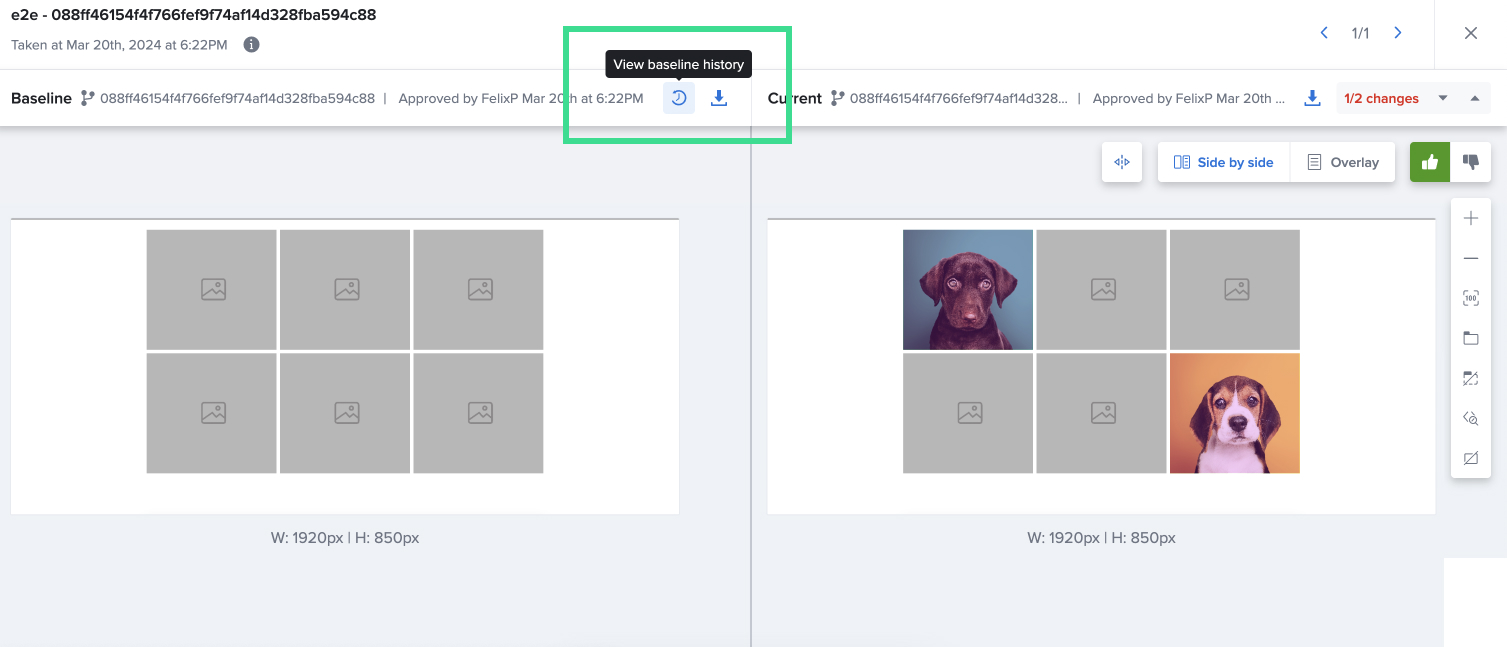 e2e - 088ff46154f4f766fef9f74af14d328fba594c88
Taken at Mar 20th, 2024 at 6:22PM
1/1
View baseline history
Baseline 088ff46154f4f766fef9f74af14d328fba594c88 | Approved by FelixP Mar 20th at 6:22PM
Current 088ff46154f4f766fef9f74af14d328... | Approved by FelixP Mar 20th ... 1/2 changes
Side by side Overlay
100
W: 1920px | H: 850px
W: 1920px | H: 850px